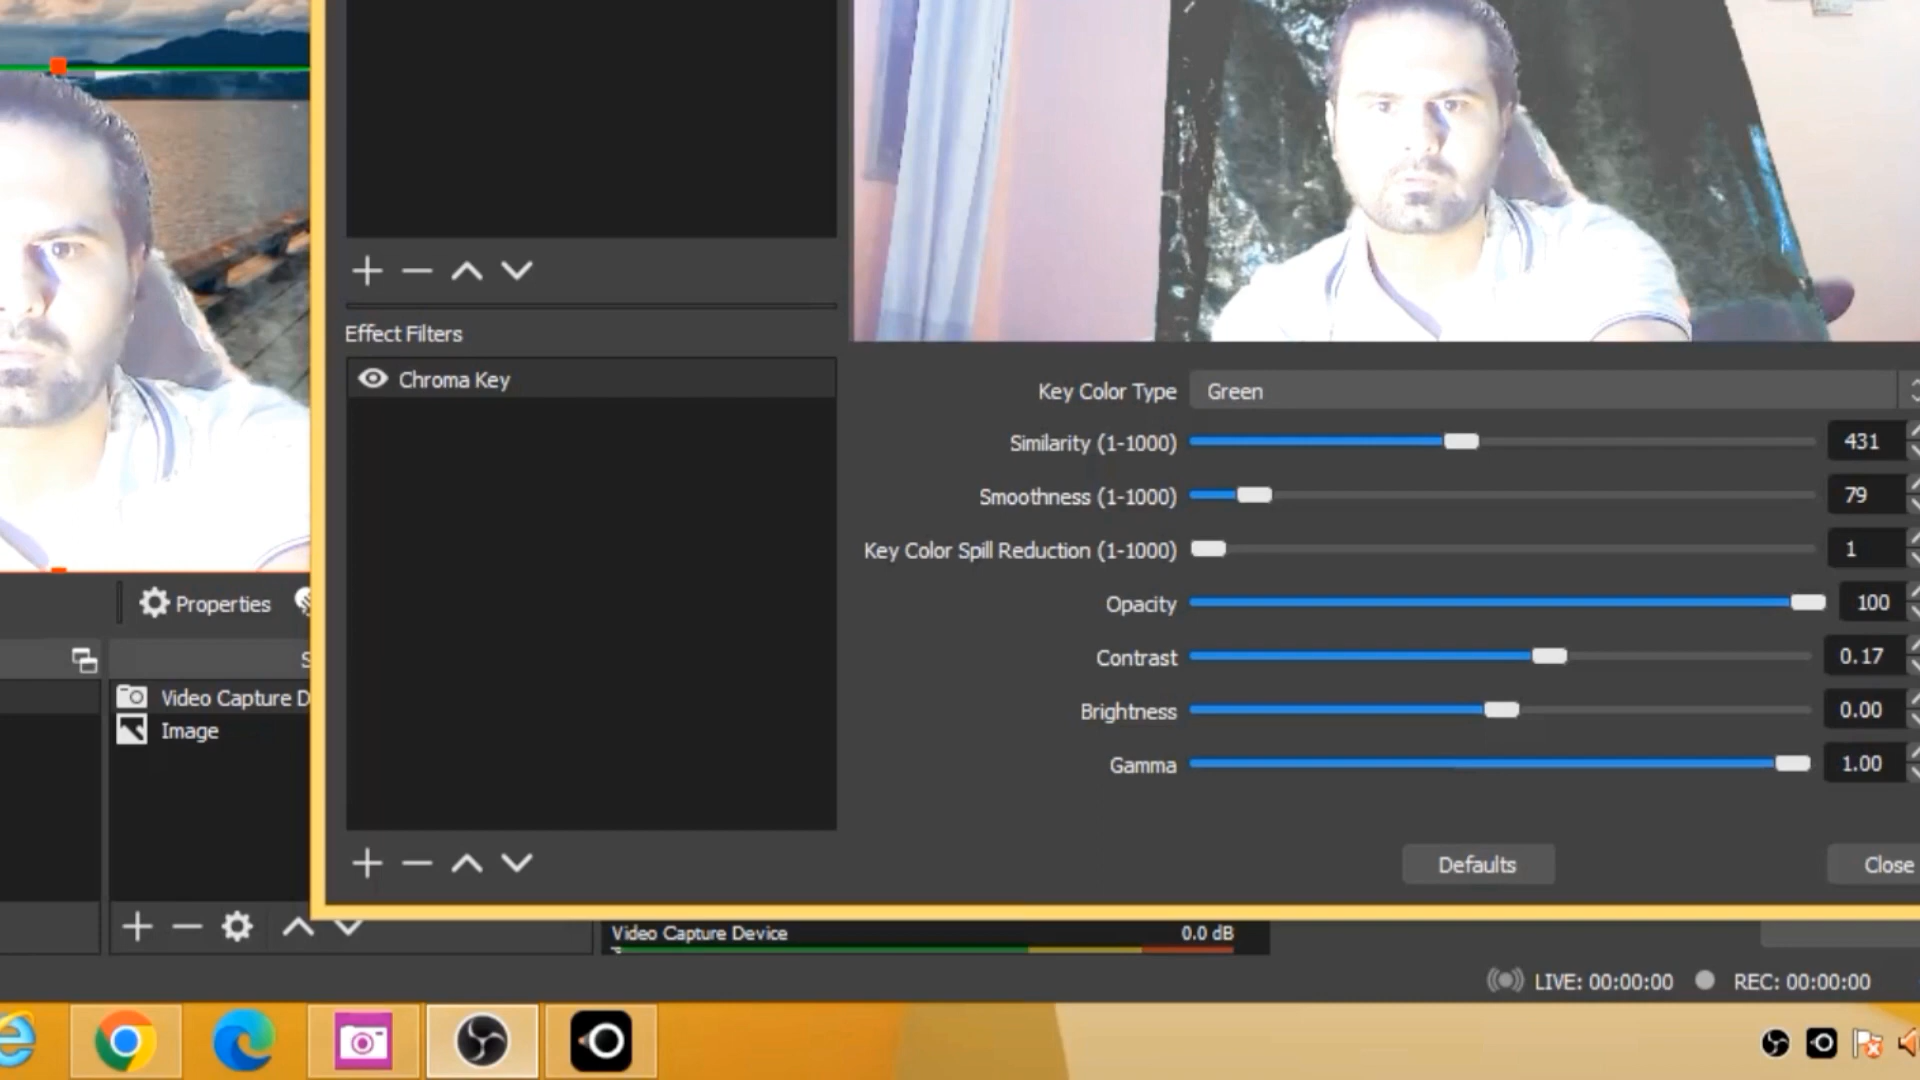 Effect Filters
Chroma Key
Key Color Type Green
Similarity (1-1000) 431
Smoothness (1-1000) 79
Key Color Spill Reduction (1-1000) 1
Opacity 100
Contrast 0.17
Brightness 0.00
Gamma 1.00
Defaults Close
Properties
S
Video Capture D
Image
Video Capture Device 0.0 dB
LIVE: 00:00:00 REC: 00:00:00